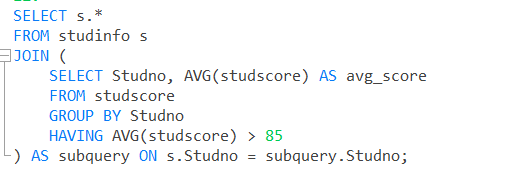 SELECT s.*
FROM studinfo s
JOIN (
SELECT Studno, AVG(studscore) AS avg_score
FROM studscore
GROUP BY Studno
HAVING AVG(studscore) > 85
) AS subquery ON s.Studno = subquery.Studno;